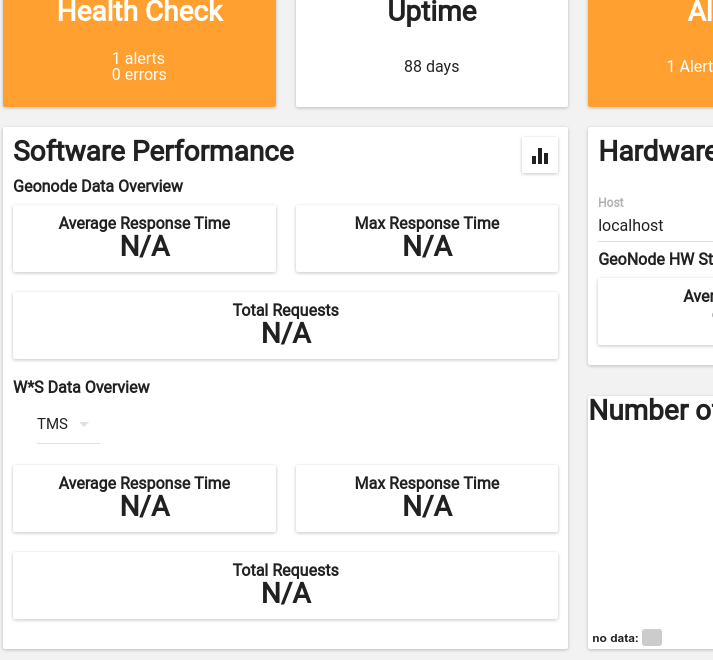 Health Check
1 alerts
0 errors
Uptime
88 days
1 Alert
Software Performance
Geonode Data Overview
Average Response Time
N/A
Max Response Time
N/A
Total Requests
N/A
W*S Data Overview
TMS
Average Response Time
N/A
Max Response Time
N/A
Total Requests
N/A
Hardware
Host
localhost
GeoNode HW St
Aver
Number of
no data: